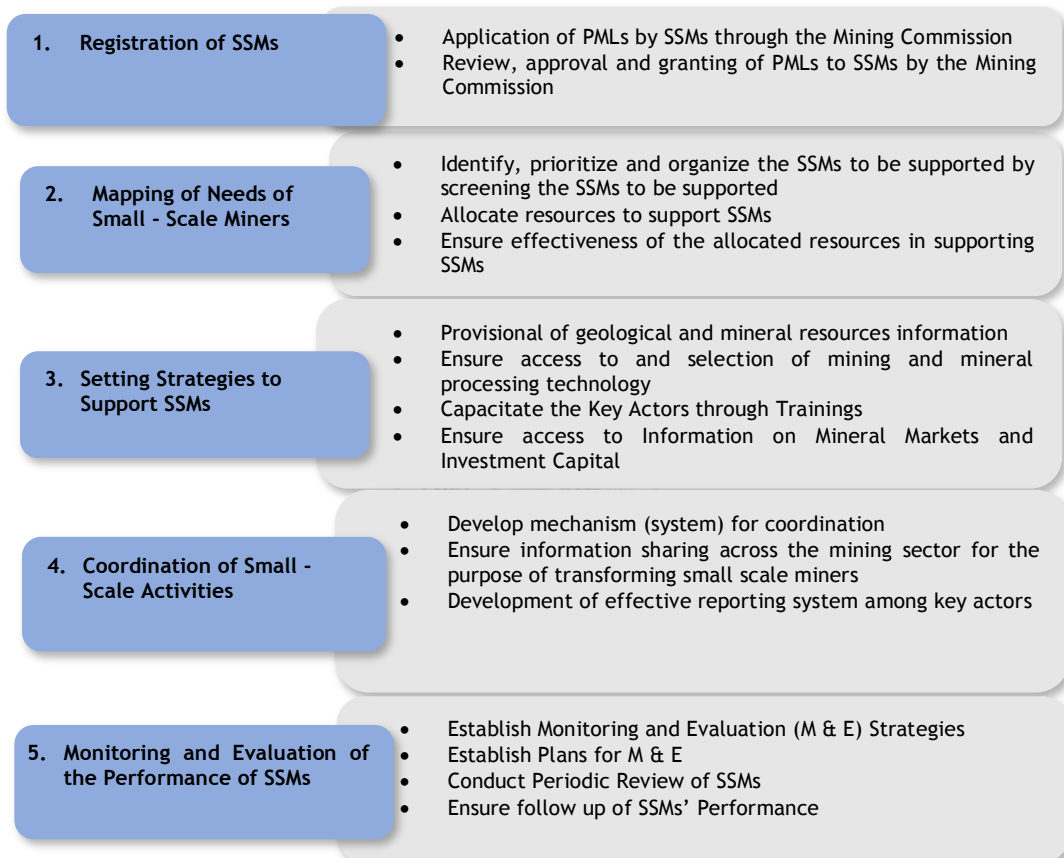 1. Registration of SSMs
• Application of PMLs by SSMs through the Mining Commission
• Review, approval and granting of PMLs to SSMs by the Mining
Commission
2. Mapping of Needs of
Small - Scale Miners
• Identify, prioritize and organize the SSMs to be supported by
screening the SSMs to be supported
• Allocate resources to support SSMs
• Ensure effectiveness of the allocated resources in supporting
SSMs
3. Setting Strategies to
Support SSMs
• Provisional of geological and mineral resources information
• Ensure access to and selection of mining and mineral
processing technology
• Capacitate the Key Actors through Trainings
• Ensure access to Information on Mineral Markets and
Investment Capital
4. Coordination of Small -
Scale Activities
• Develop mechanism (system) for coordination
• Ensure information sharing across the mining sector for the
purpose of transforming small scale miners
• Development of effective reporting system among key actors
5. Monitoring and Evaluation of
the Performance of SSMs
• Establish Monitoring and Evaluation (M & E) Strategies
• Establish Plans for M & E
• Conduct Periodic Review of SSMs
• Ensure follow up of SSMs' Performance